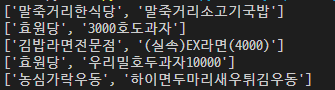 ['말죽거리한식당', '말죽거리소고기국밥']
['효원당', '3000호도과자']
['김밥라면전문점', '(실속)EX라면(4000)']
['효원당', '우리밀호두과자10000']
['농심가락우동', '하이면두마리새우튀김우동']